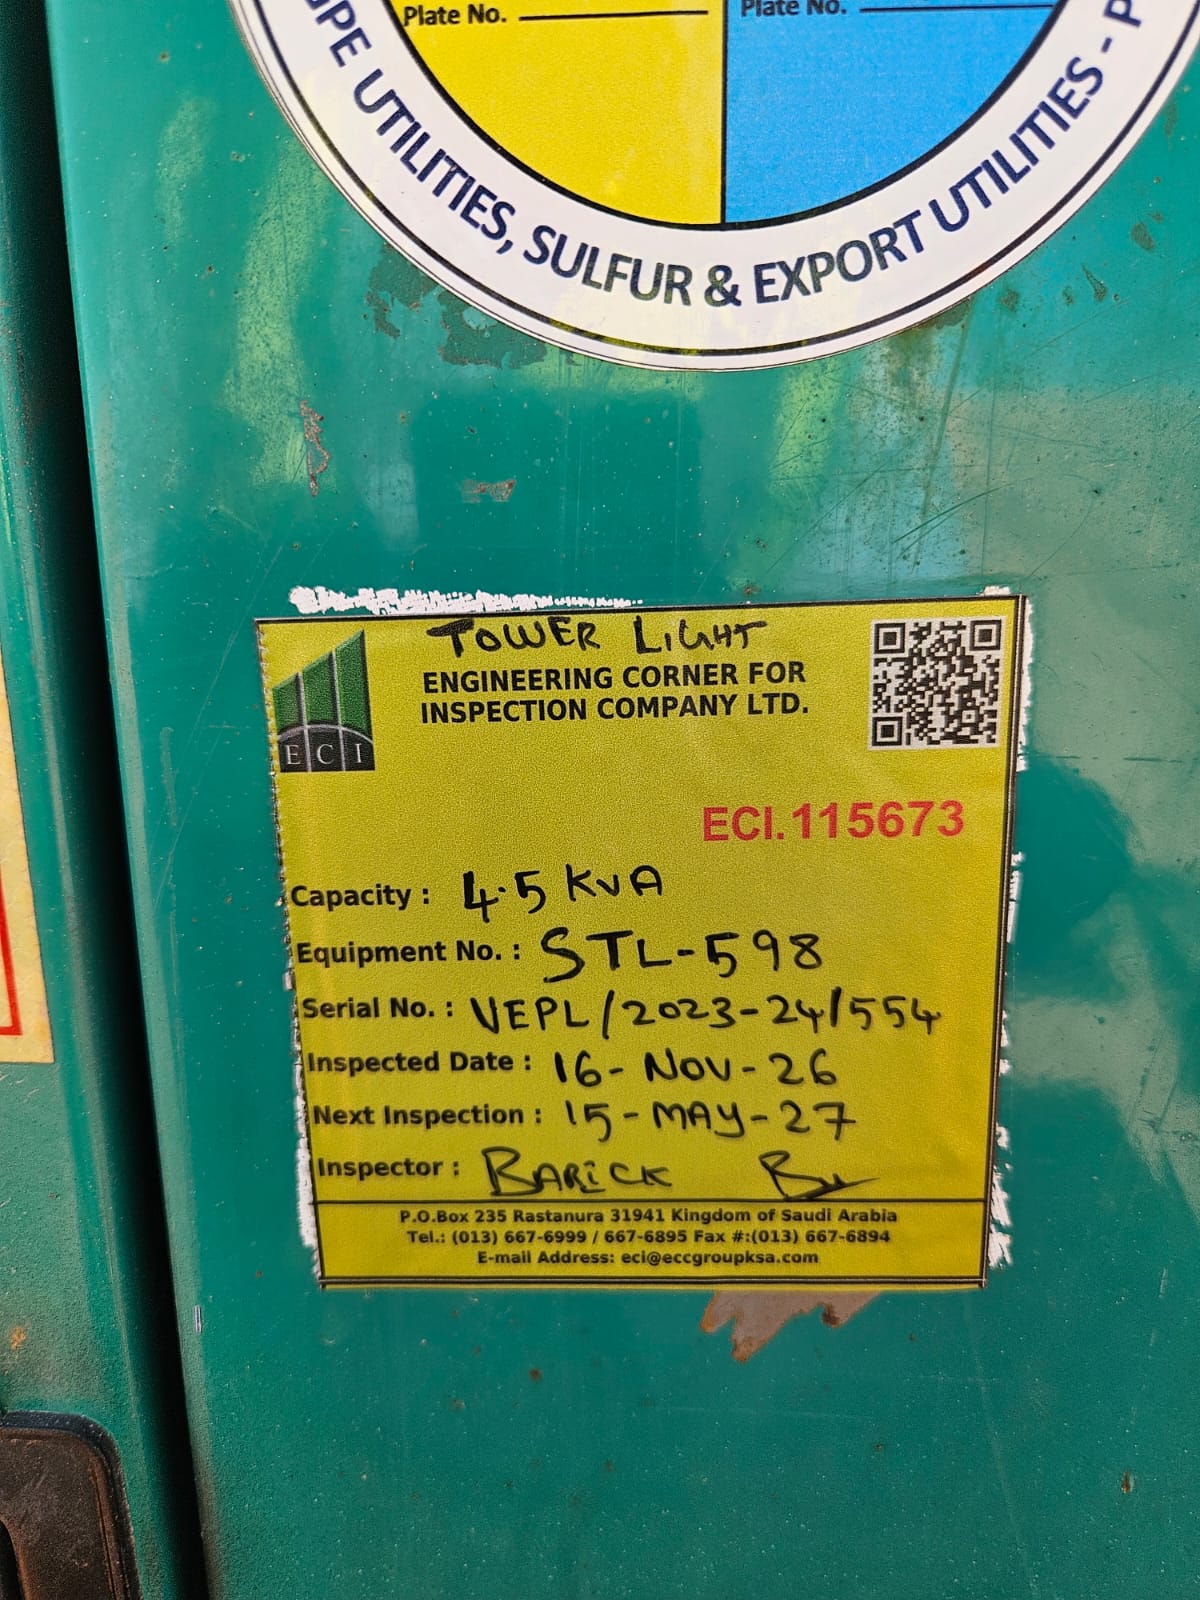 Plate No.
Plate No.
GPE UTILITIES, SULFUR & EXPORT UTILITIES - P
TOWER LIGHT
ENGINEERING CORNER FOR
INSPECTION COMPANY LTD.
E C I
ECI.115673
Capacity : 4.5 KVA
Equipment No. : STL-598
Serial No. : VEPL/2023-24/554
Inspected Date : 16-NOV-26
Next Inspection : 15-MAY-27
Inspector : BARICK
P.O.Box 235 Rastanura 31941 Kingdom of Saudi Arabia
Tel.: (013) 667-6999 / 667-6895 Fax #:(013) 667-6894
E-mail Address: eci@eccgroupksa.com